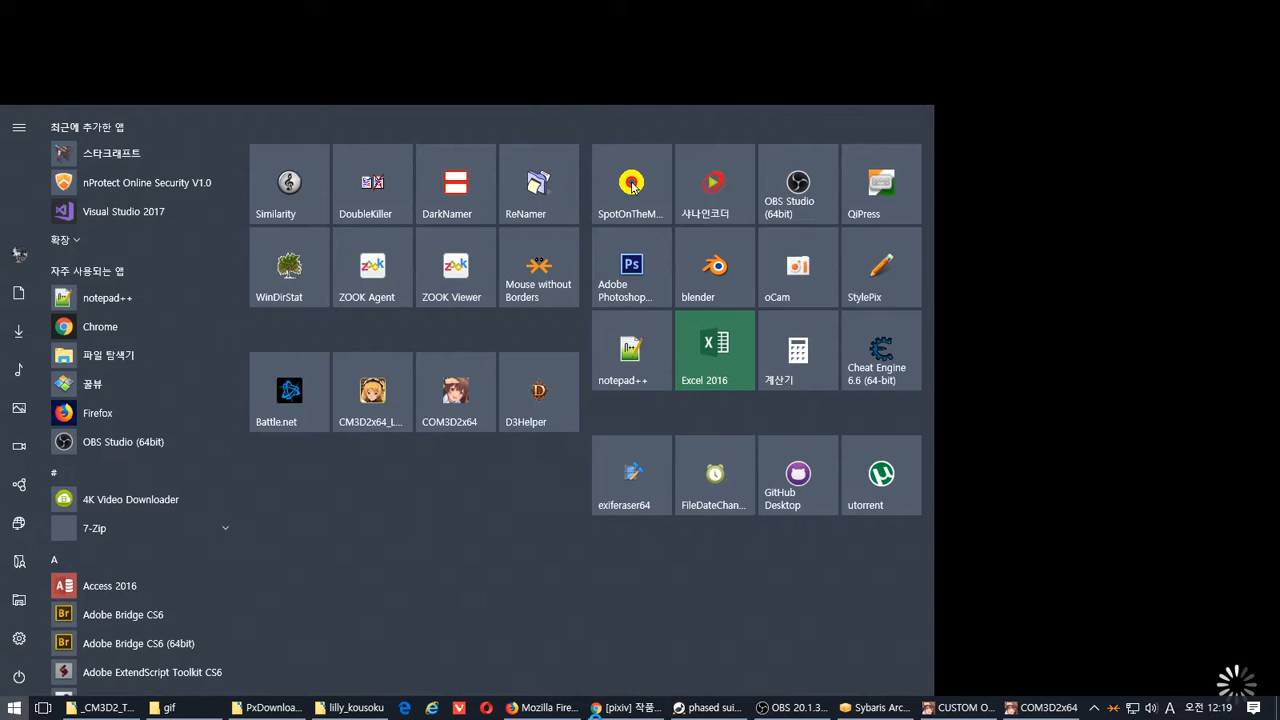 최근에 추가한 앱
스타크래프트
nProtect Online Security V1.0
Visual Studio 2017
확장
자주 사용되는 앱
notepad++
Chrome
파일 탐색기
꿀뷰
Firefox
OBS Studio (64bit)
#
4K Video Downloader
7-Zip
A
Access 2016
Adobe Bridge CS6
Adobe Bridge CS6 (64bit)
Adobe ExtendScript Toolkit CS6
Similarity
DoubleKiller
DarkNamer
ReNamer
WinDirStat
ZOOK Agent
ZOOK Viewer
Mouse without
Borders
Battle.net
CM3D2x64_L...
COM3D2x64
D3Helper
SpotOnTheM...
샤나인코더
OBS Studio
(64bit)
QiPress
Adobe
Photoshop...
blender
oCam
StylePix
notepad++
Excel 2016
계산기
Cheat Engine
6.6 (64-bit)
exiferaser64
FileDateChan...
GitHub
Desktop
utorrent
_CM3D2_T...
gif
PxDownloa...
lilly_kousoku
Mozilla Fire...
[pixiv] 작품...
phased sui...
OBS 20.1.3...
Sybaris Arc...
CUSTOM O...
COM3D2x64
A
오전 12:19